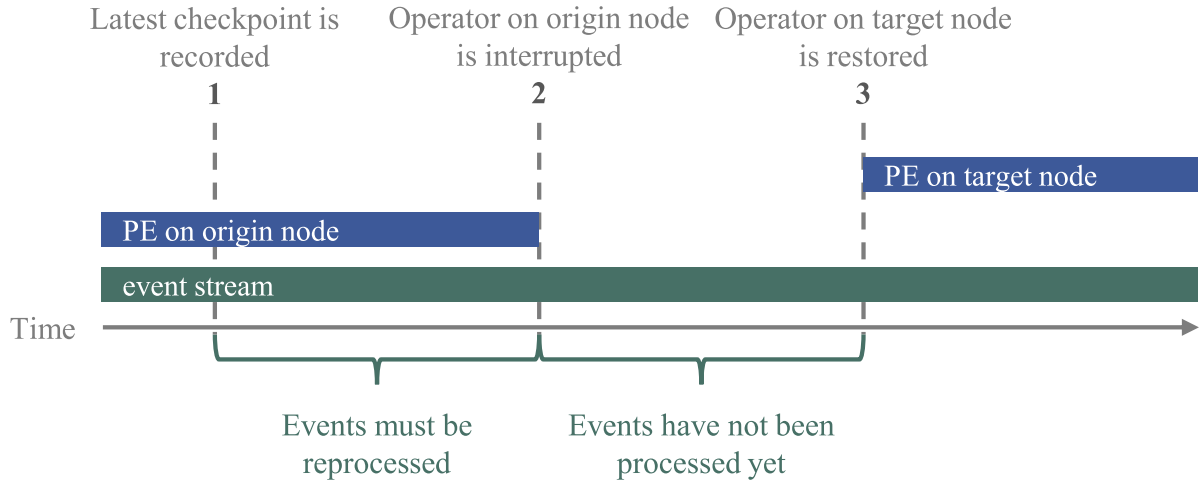 Latest checkpoint is
recorded
1
Operator on origin node
is interrupted
2
Operator on target node
is restored
3
PE on target node
PE on origin node
event stream
Time
Events must be
reprocessed
Events have not been
processed yet